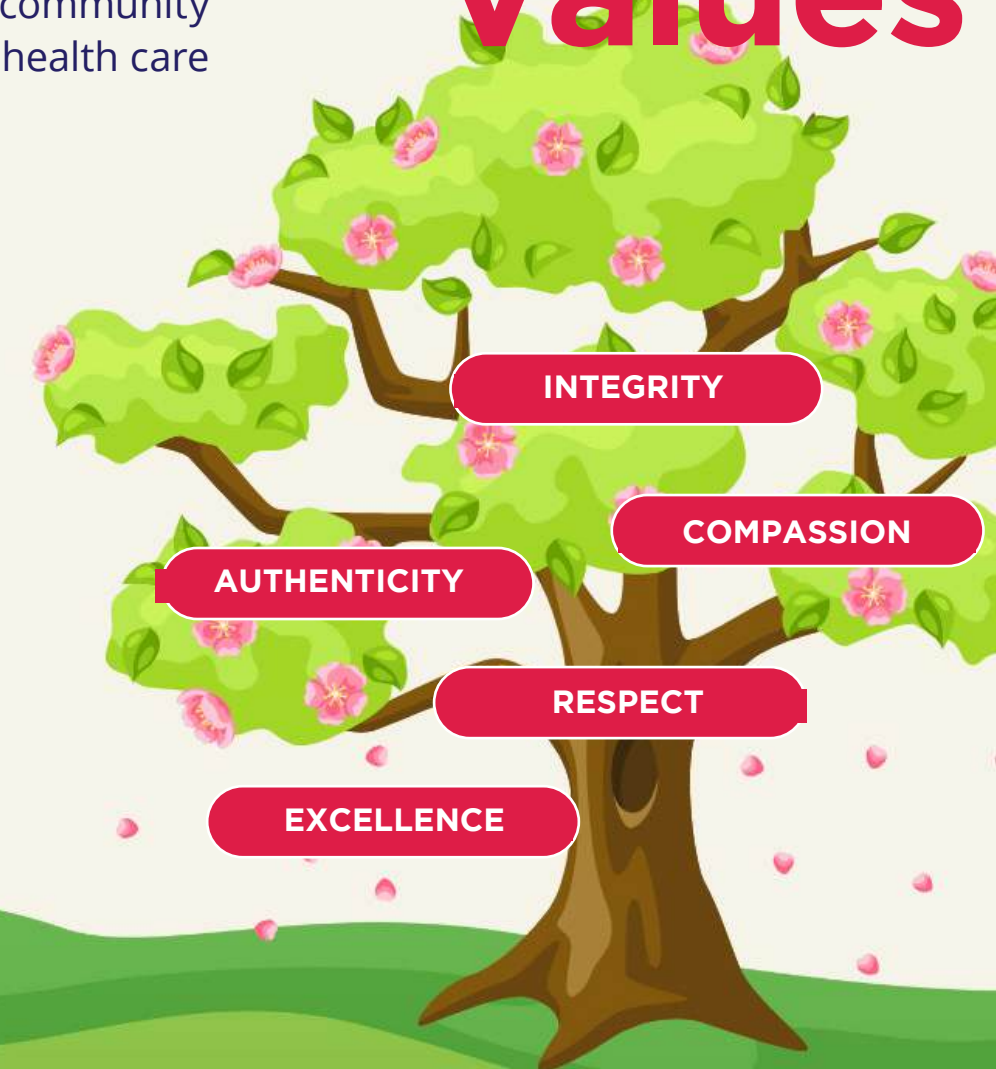 community
health care
Values
INTEGRITY
COMPASSION
AUTHENTICITY
RESPECT
EXCELLENCE